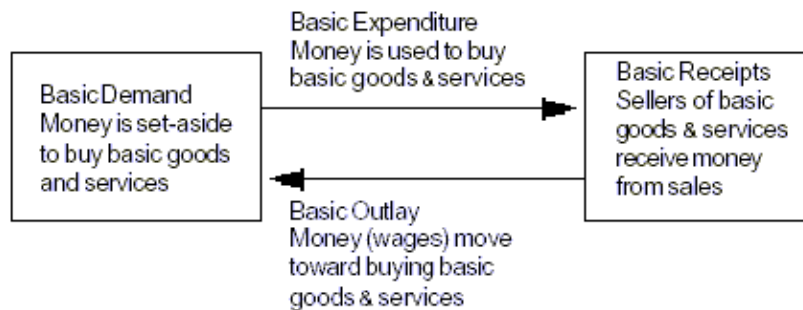 Basic Expenditure
Money is used to buy
basic goods & services
Basic Demand
Money is set-aside
to buy basic goods
and services
Basic Receipts
Sellers of basic
goods & services
receive money
from sales
Basic Outlay
Money (wages) move
toward buying basic
goods & services